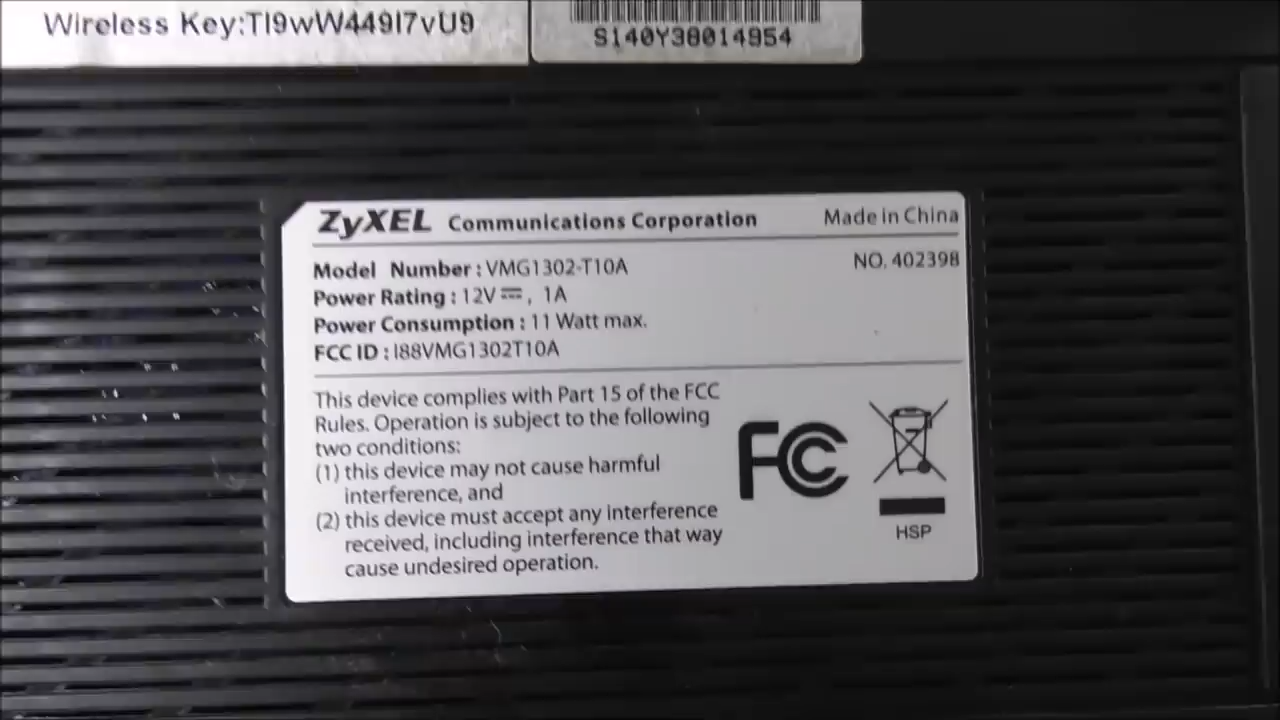 Wireless Key:TI9wW449I7vU9
S140Y38014954
ZyXEL Communications Corporation Made in China
Model Number : VMG1302-T10A NO. 402398
Power Rating : 12V⎓, 1A
Power Consumption : 11 Watt max.
FCC ID : I88VMG1302T10A
This device complies with Part 15 of the FCC
Rules. Operation is subject to the following
two conditions:
(1) this device may not cause harmful
interference, and
(2) this device must accept any interference
received, including interference that way
cause undesired operation.
FC
HSP